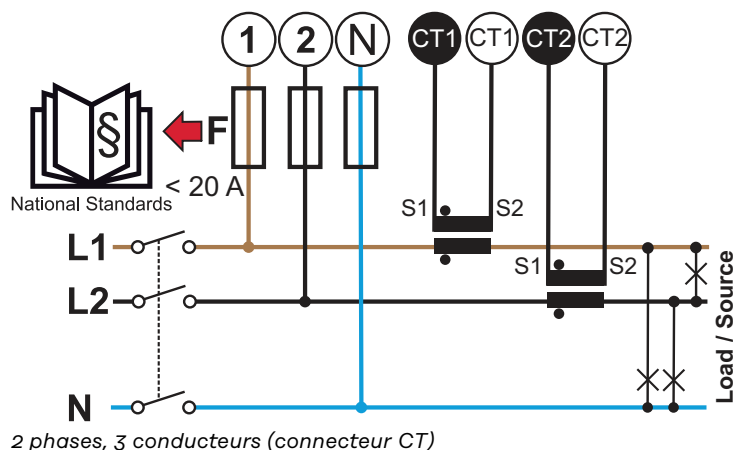 1 2 N CT1 CT1 CT2 CT2
§
F
National Standards
< 20 A
S1 S2
L1
S1 S2
L2
N
Load / Source
2 phases, 3 conducteurs (connecteur CT)